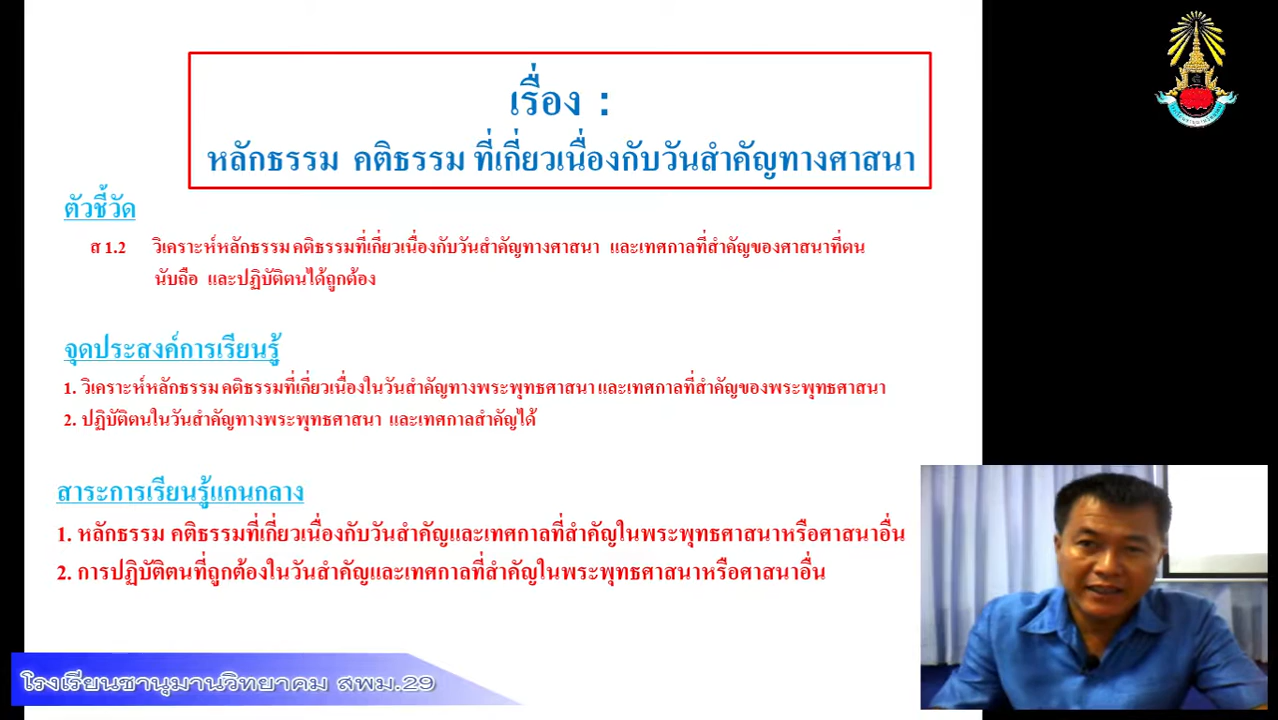 เรื่อง :
หลักธรรม คติธรรม ที่เกี่ยวเนื่องกับวันสำคัญทางศาสนา
ตัวชี้วัด
ส 1.2 วิเคราะห์หลักธรรม คติธรรมที่เกี่ยวเนื่องกับวันสำคัญทางศาสนา และเทศกาลที่สำคัญของศาสนาที่ตน
นับถือ และปฏิบัติตนได้ถูกต้อง
จุดประสงค์การเรียนรู้
1. วิเคราะห์หลักธรรม คติธรรมที่เกี่ยวเนื่องในวันสำคัญทางพระพุทธศาสนา และเทศกาลที่สำคัญของพระพุทธศาสนา
2. ปฏิบัติตนในวันสำคัญทางพระพุทธศาสนา และเทศกาลสำคัญได้
สาระการเรียนรู้แกนกลาง
1. หลักธรรม คติธรรมที่เกี่ยวเนื่องกับวันสำคัญและเทศกาลที่สำคัญในพระพุทธศาสนาหรือศาสนาอื่น
2. การปฏิบัติตนที่ถูกต้องในวันสำคัญและเทศกาลที่สำคัญในพระพุทธศาสนาหรือศาสนาอื่น
โรงเรียนชานุมานวิทยาคม สพม.29